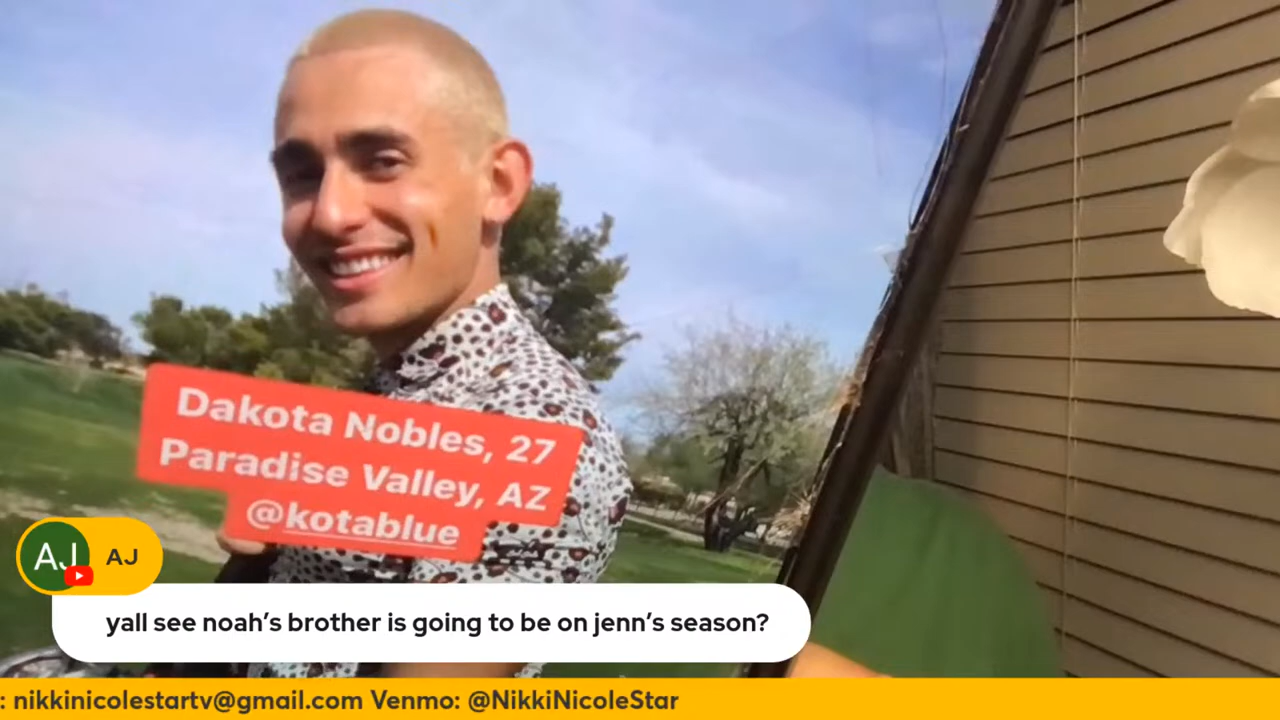 Dakota Nobles, 27
Paradise Valley, AZ
@kotablue
AJ AJ
yall see noah's brother is going to be on jenn's season?
: nikkinicolestartv@gmail.com Venmo: @NikkiNicoleStar